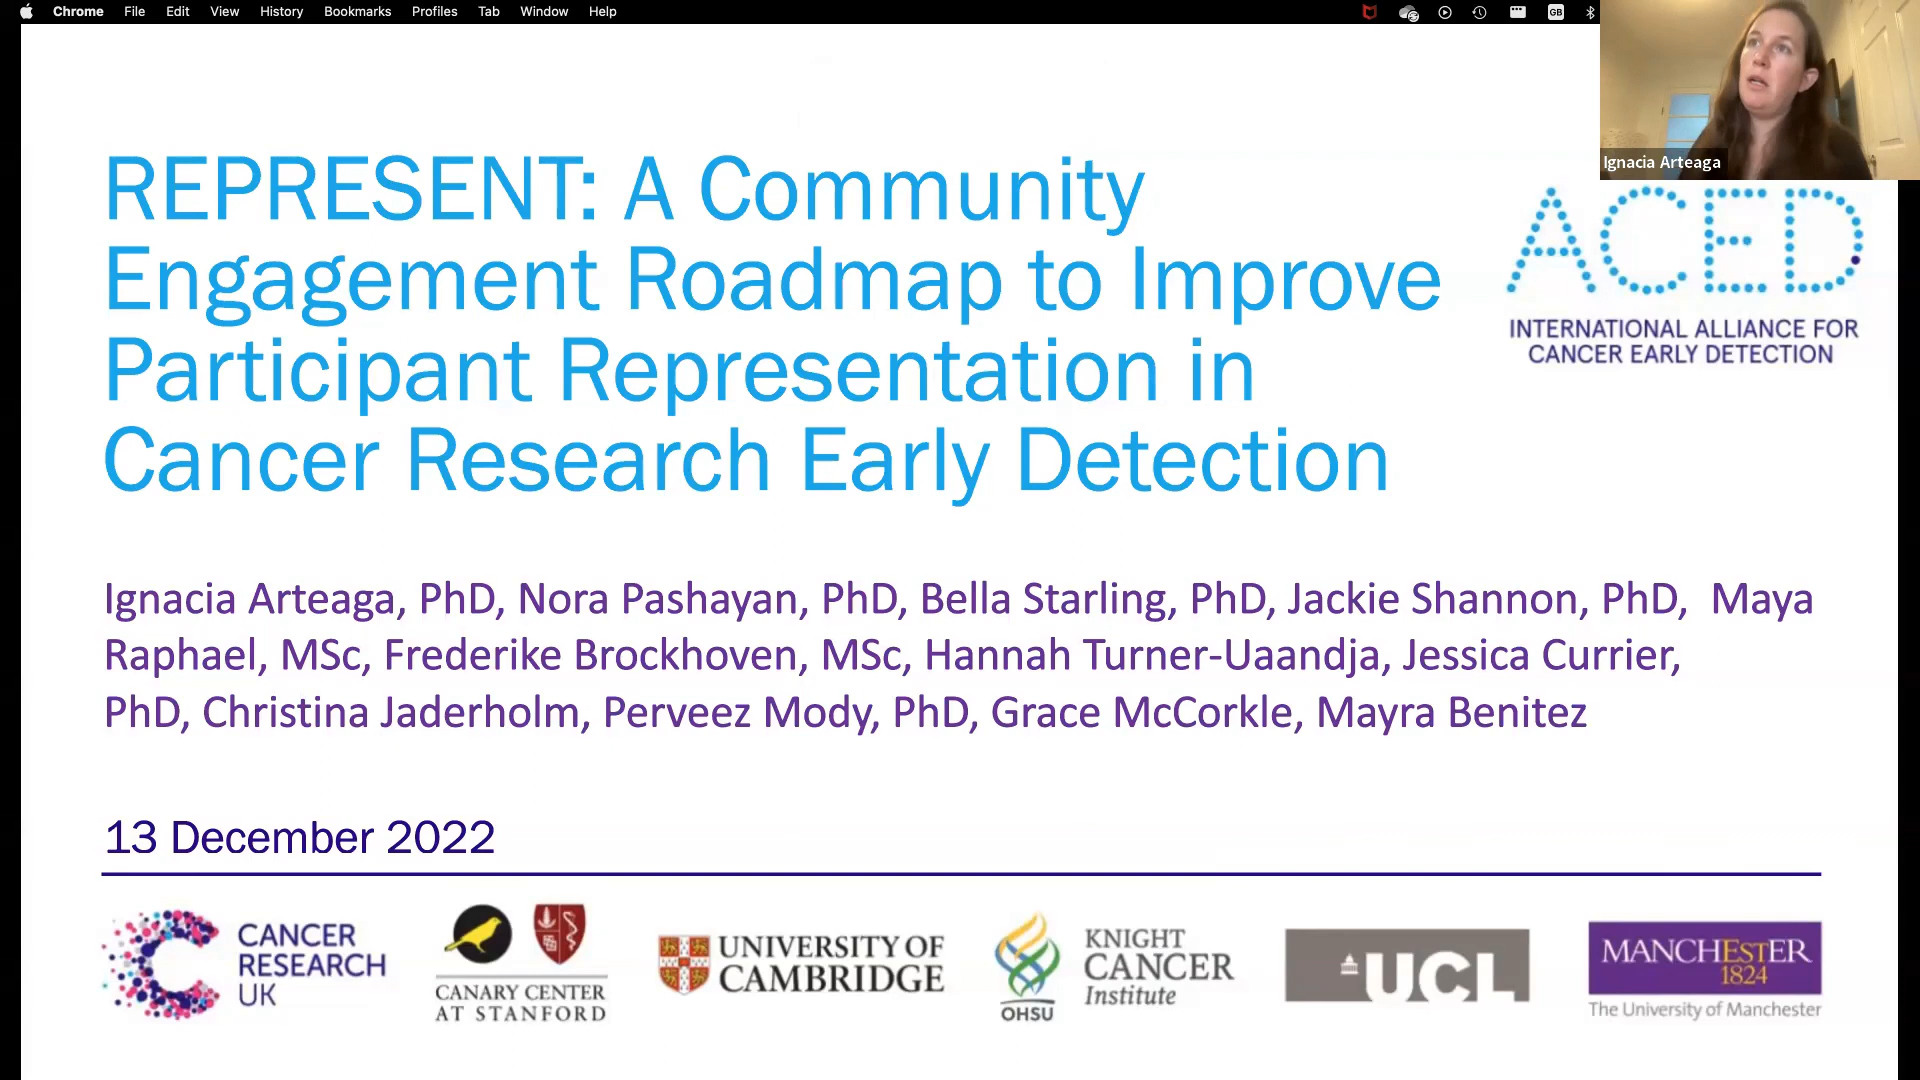 Chrome File Edit View History Bookmarks Profiles Tab Window Help
GB
Ignacia Arteaga
REPRESENT: A Community
Engagement Roadmap to Improve
Participant Representation in
Cancer Research Early Detection
ACED
INTERNATIONAL ALLIANCE FOR
CANCER EARLY DETECTION
Ignacia Arteaga, PhD, Nora Pashayan, PhD, Bella Starling, PhD, Jackie Shannon, PhD, Maya
Raphael, MSc, Frederike Brockhoven, MSc, Hannah Turner-Uaandja, Jessica Currier,
PhD, Christina Jaderholm, Perveez Mody, PhD, Grace McCorkle, Mayra Benitez
13 December 2022
CANCER
RESEARCH
UK
CANARY CENTER
AT STANFORD
UNIVERSITY OF
CAMBRIDGE
OHSU
KNIGHT
CANCER
Institute
UCL
MANCHESTER
1824
The University of Manchester